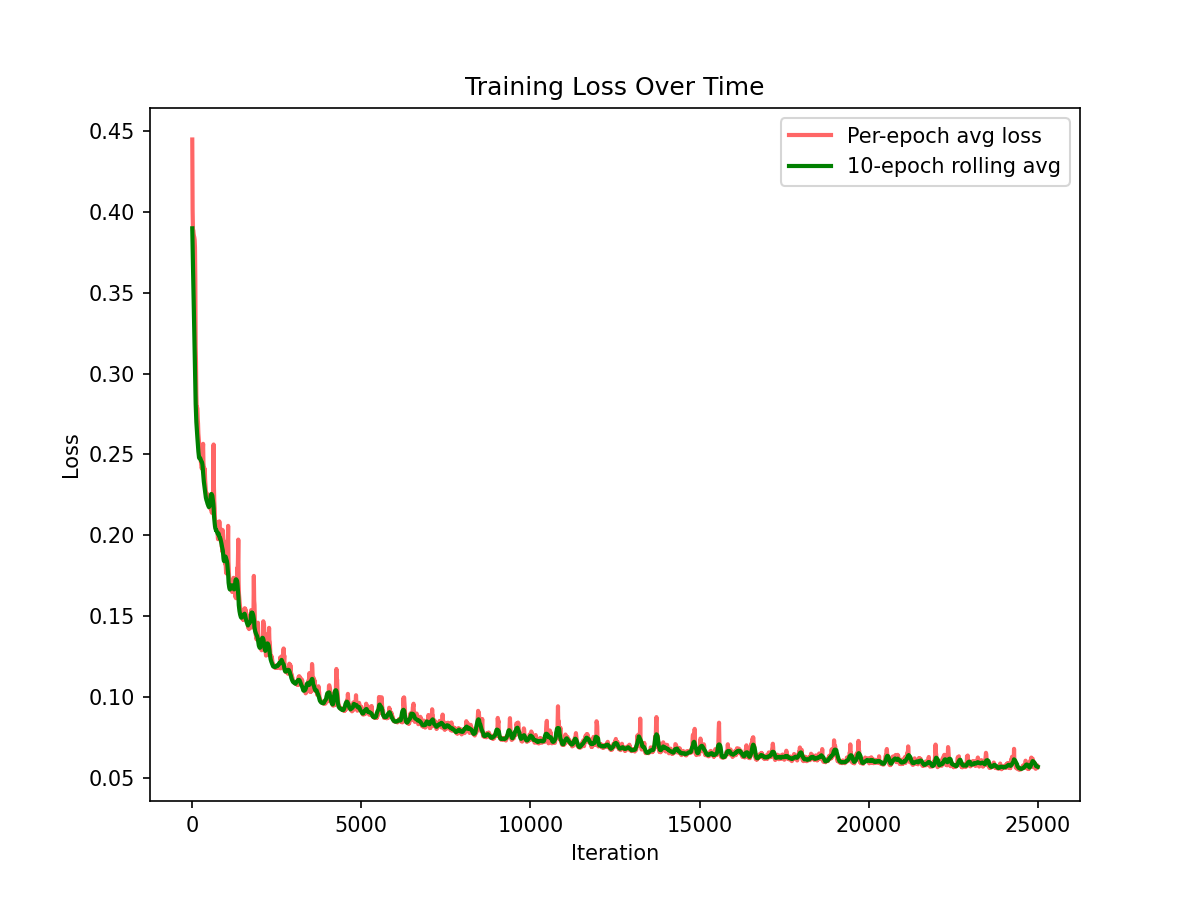 Training Loss Over Time
Per-epoch avg loss
10-epoch rolling avg
0.45
0.40
0.35
0.30
0.25
0.20
0.15
0.10
0.05
Loss
0 5000 10000 15000 20000 25000
Iteration